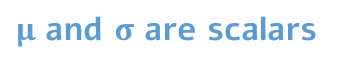 μ and σ are scalars